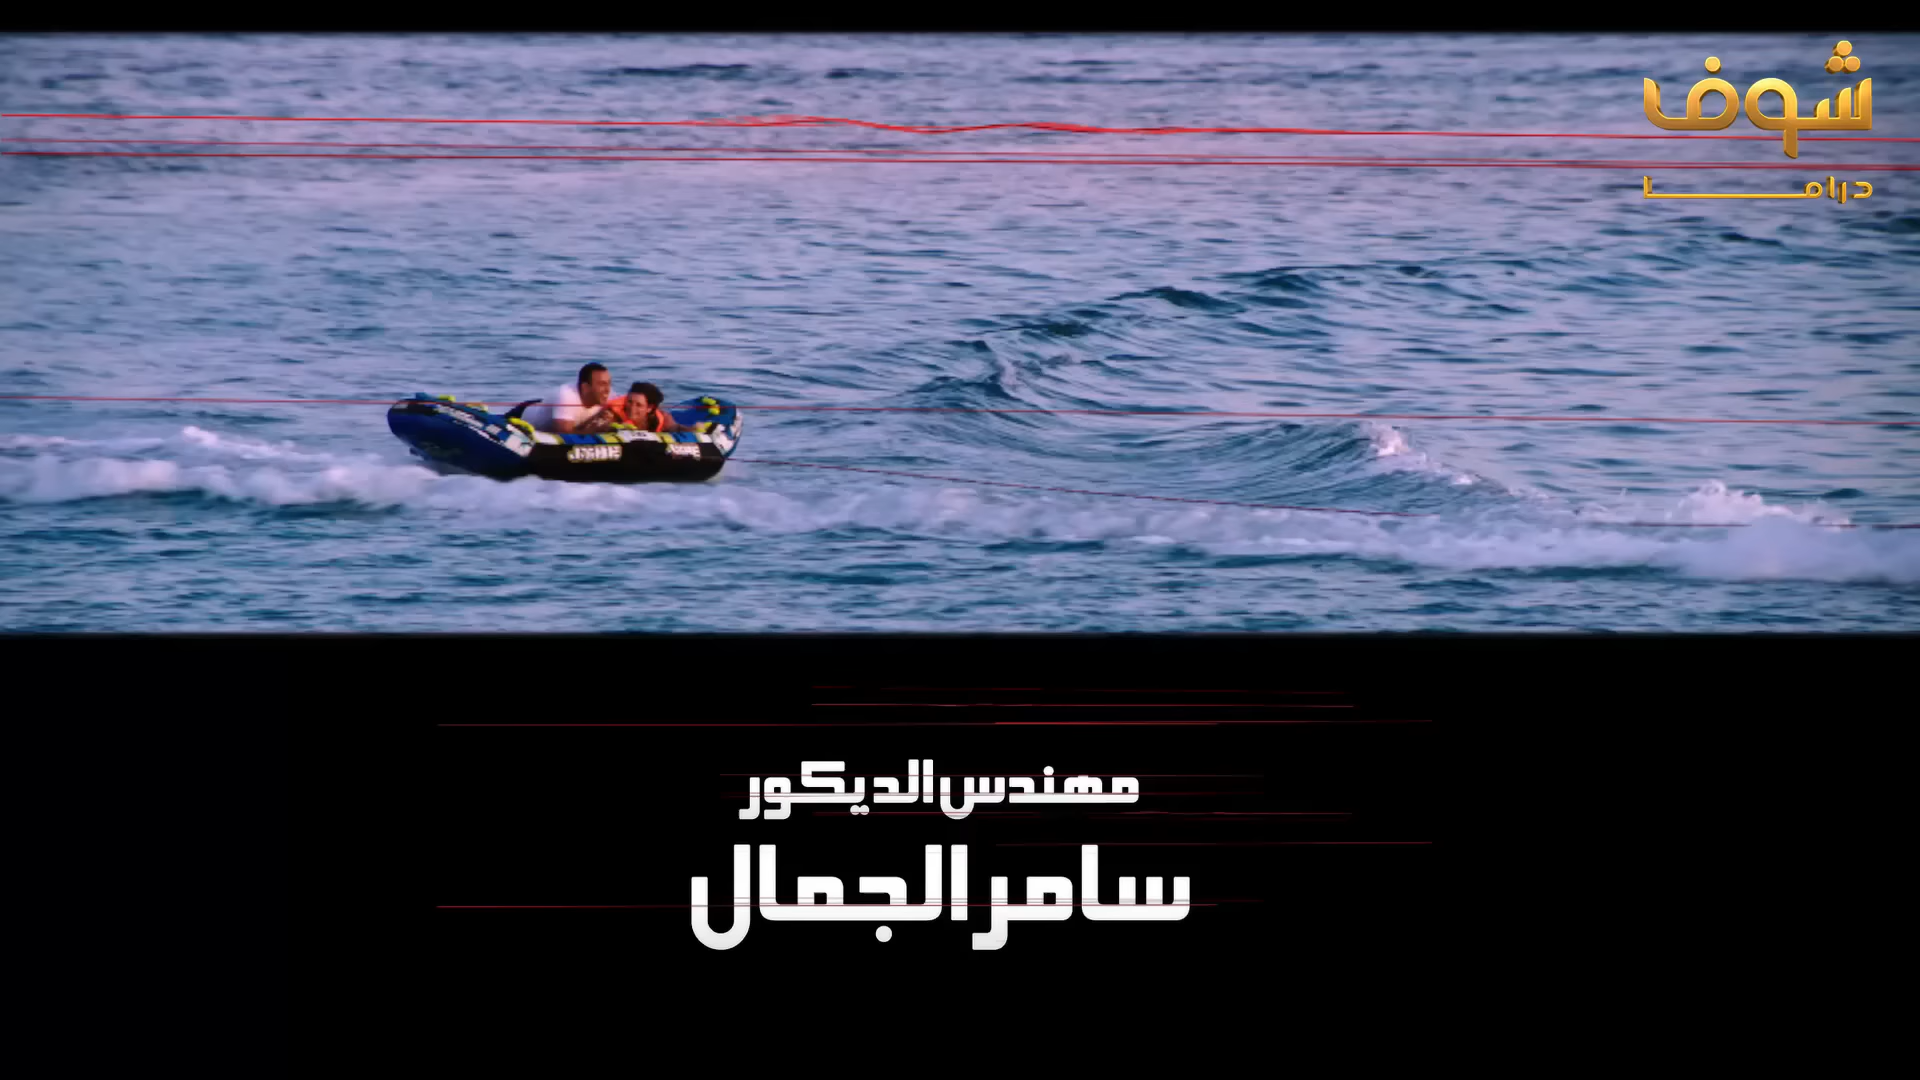 شوف
دراما
مهندس الديكور
سامر الجمال